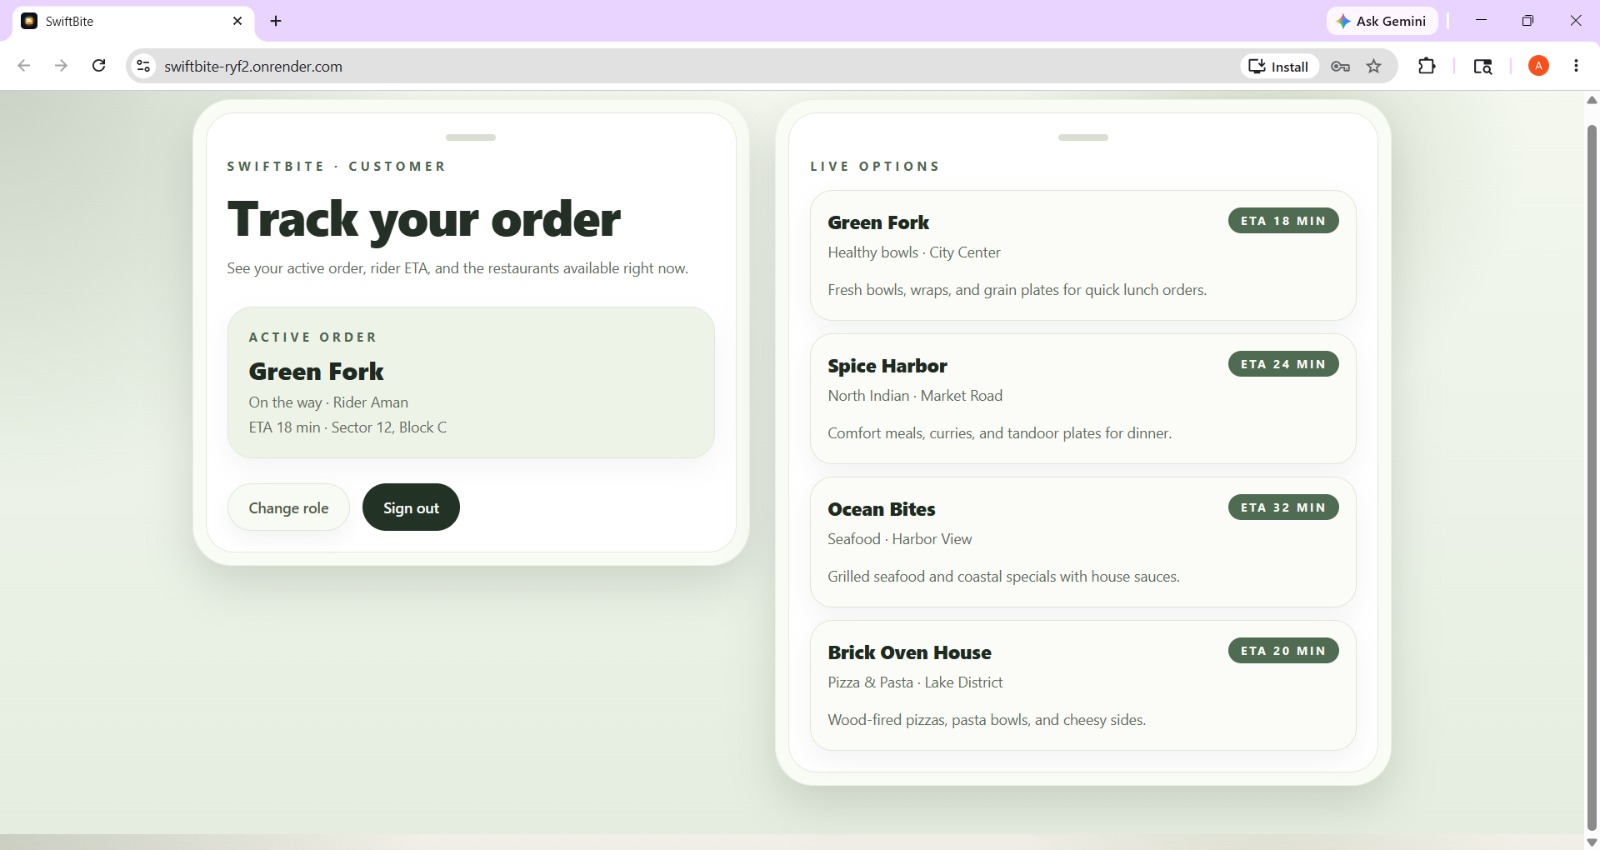 SwiftBite
Ask Gemini
swiftbite-ryf2.onrender.com
Install
A
SWIFTBITE · CUSTOMER
Track your order
See your active order, rider ETA, and the restaurants available right now.
ACTIVE ORDER
Green Fork
On the way · Rider Aman
ETA 18 min · Sector 12, Block C
Change role
Sign out
LIVE OPTIONS
Green Fork
ETA 18 MIN
Healthy bowls · City Center
Fresh bowls, wraps, and grain plates for quick lunch orders.
Spice Harbor
ETA 24 MIN
North Indian · Market Road
Comfort meals, curries, and tandoor plates for dinner.
Ocean Bites
ETA 32 MIN
Seafood · Harbor View
Grilled seafood and coastal specials with house sauces.
Brick Oven House
ETA 20 MIN
Pizza & Pasta · Lake District
Wood-fired pizzas, pasta bowls, and cheesy sides.